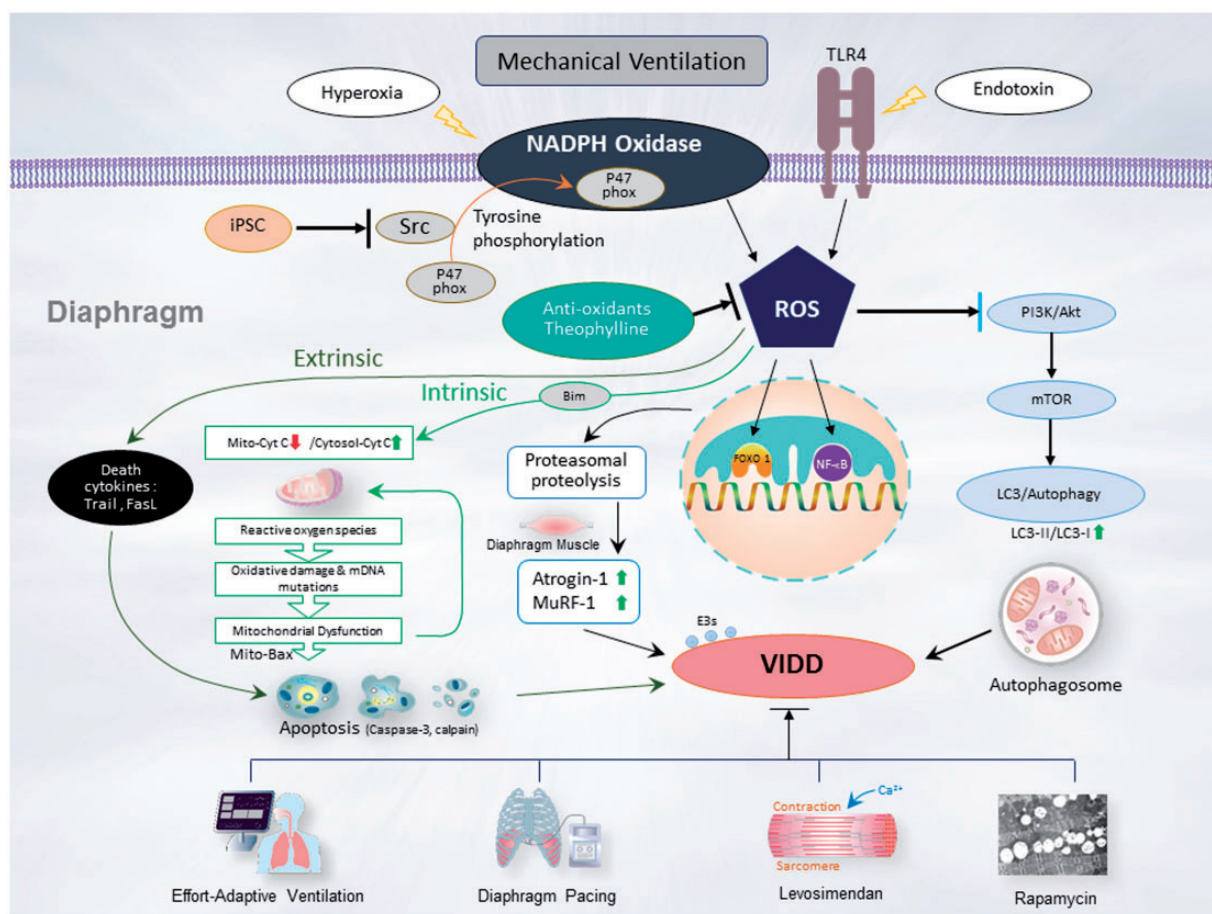 Mechanical Ventilation
TLR4
Hyperoxia
Endotoxin
NADPH Oxidase
P47
phox
iPSC
Src
Tyrosine
phosphorylation
P47
phox
Diaphragm
Anti-oxidants
Theophylline
ROS
PI3K/Akt
Extrinsic
Intrinsic
Bim
mTOR
Mito-Cyt C /Cytosol-Cyt C
Death
cytokines :
Trail , FasL
Proteasomal
proteolysis
FOXO 1
NF-κB
LC3/Autophagy
LC3-II/LC3-I
Reactive oxygen species
Diaphragm Muscle
Oxidative damage & mDNA
mutations
Atrogin-1
MuRF-1
Mitochondrial Dysfunction
Mito-Bax
E3s
VIDD
Autophagosome
Apoptosis (Caspase-3, calpain)
Contraction
Ca²⁺
Sarcomere
Effort-Adaptive Ventilation
Diaphragm Pacing
Levosimendan
Rapamycin